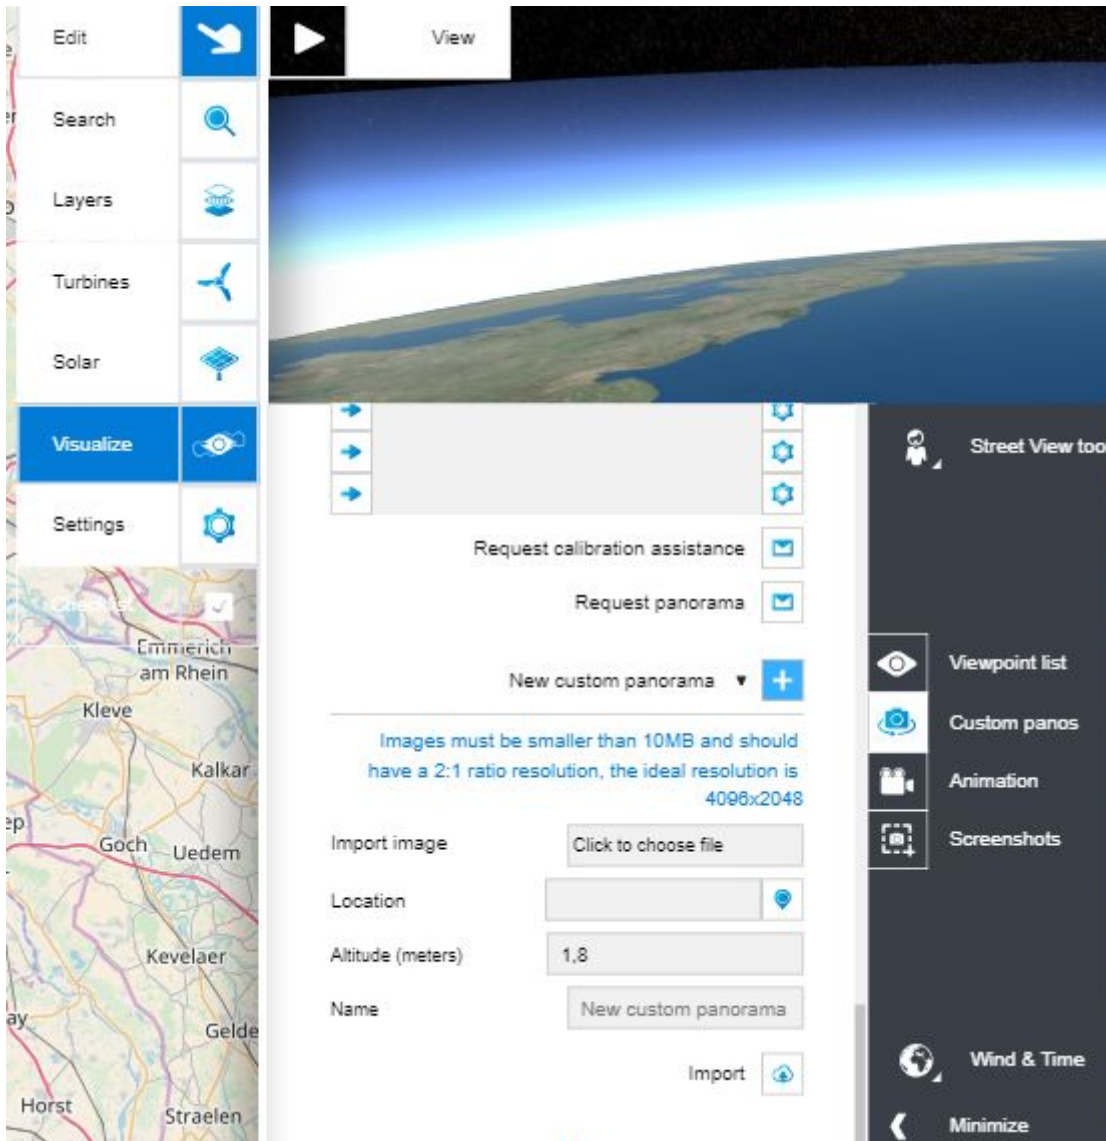 Edit
View
Search
Layers
Turbines
Solar
Visualize
Settings
Checklist
Street View too
Request calibration assistance
Request panorama
New custom panorama
Images must be smaller than 10MB and should
have a 2:1 ratio resolution, the ideal resolution is
4096x2048
Import image
Click to choose file
Location
Altitude (meters)
1,8
Name
New custom panorama
Import
Viewpoint list
Custom panos
Animation
Screenshots
Wind & Time
Minimize
Emmerich
am Rhein
Kleve
Kalkar
Goch
Uedem
Kevelaer
Gelde
Horst
Straelen